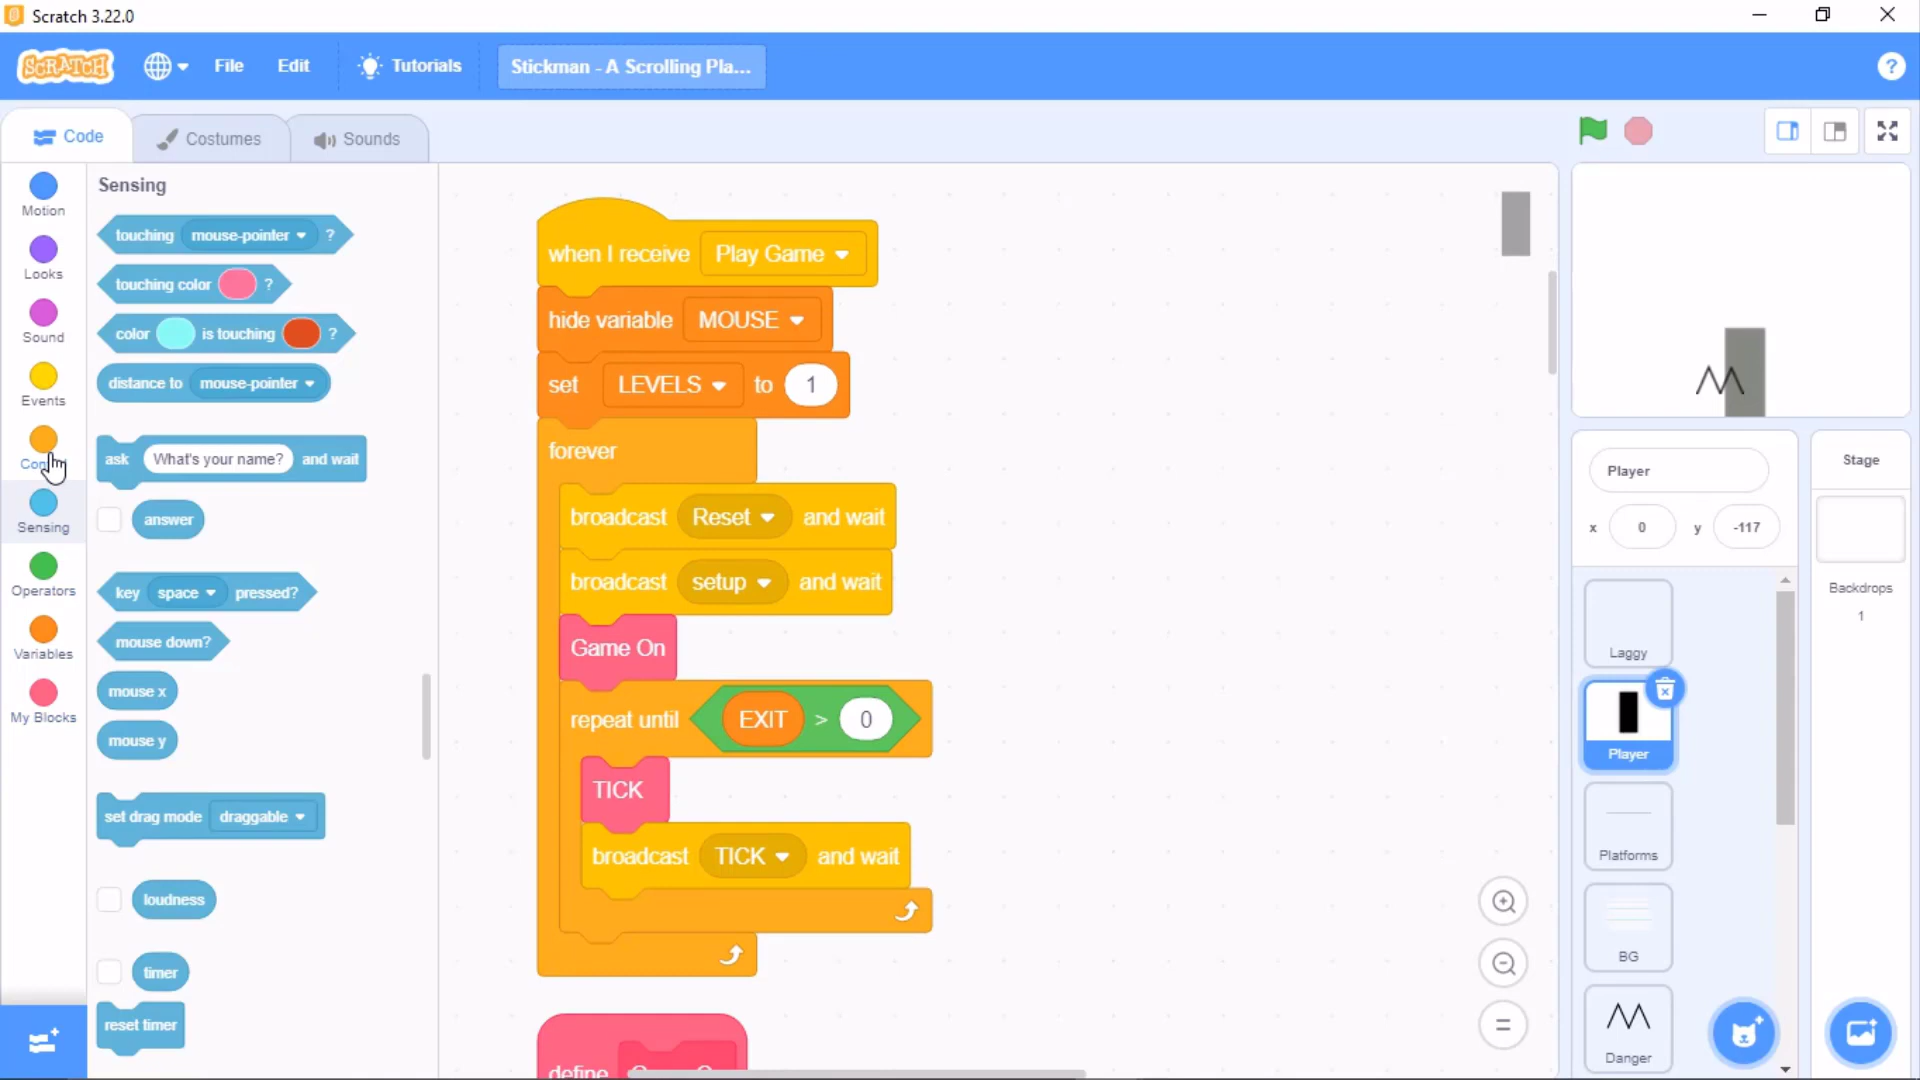 Scratch 3.22.0
SCRATCH
File
Edit
Tutorials
Stickman - A Scrolling Pla...
?
Code
Costumes
Sounds
Motion
Looks
Sound
Events
Sensing
Operators
Variables
My Blocks
Sensing
touching mouse-pointer ?
touching color ?
color is touching ?
distance to mouse-pointer
ask What's your name? and wait
answer
key space pressed?
mouse down?
mouse x
mouse y
set drag mode draggable
loudness
timer
reset timer
when I receive Play Game
hide variable MOUSE
set LEVELS to 1
forever
broadcast Reset and wait
broadcast setup and wait
Game On
repeat until EXIT > 0
TICK
broadcast TICK and wait
define
Player
x 0 y -117
Laggy
Player
Platforms
BG
Danger
Stage
Backdrops
1